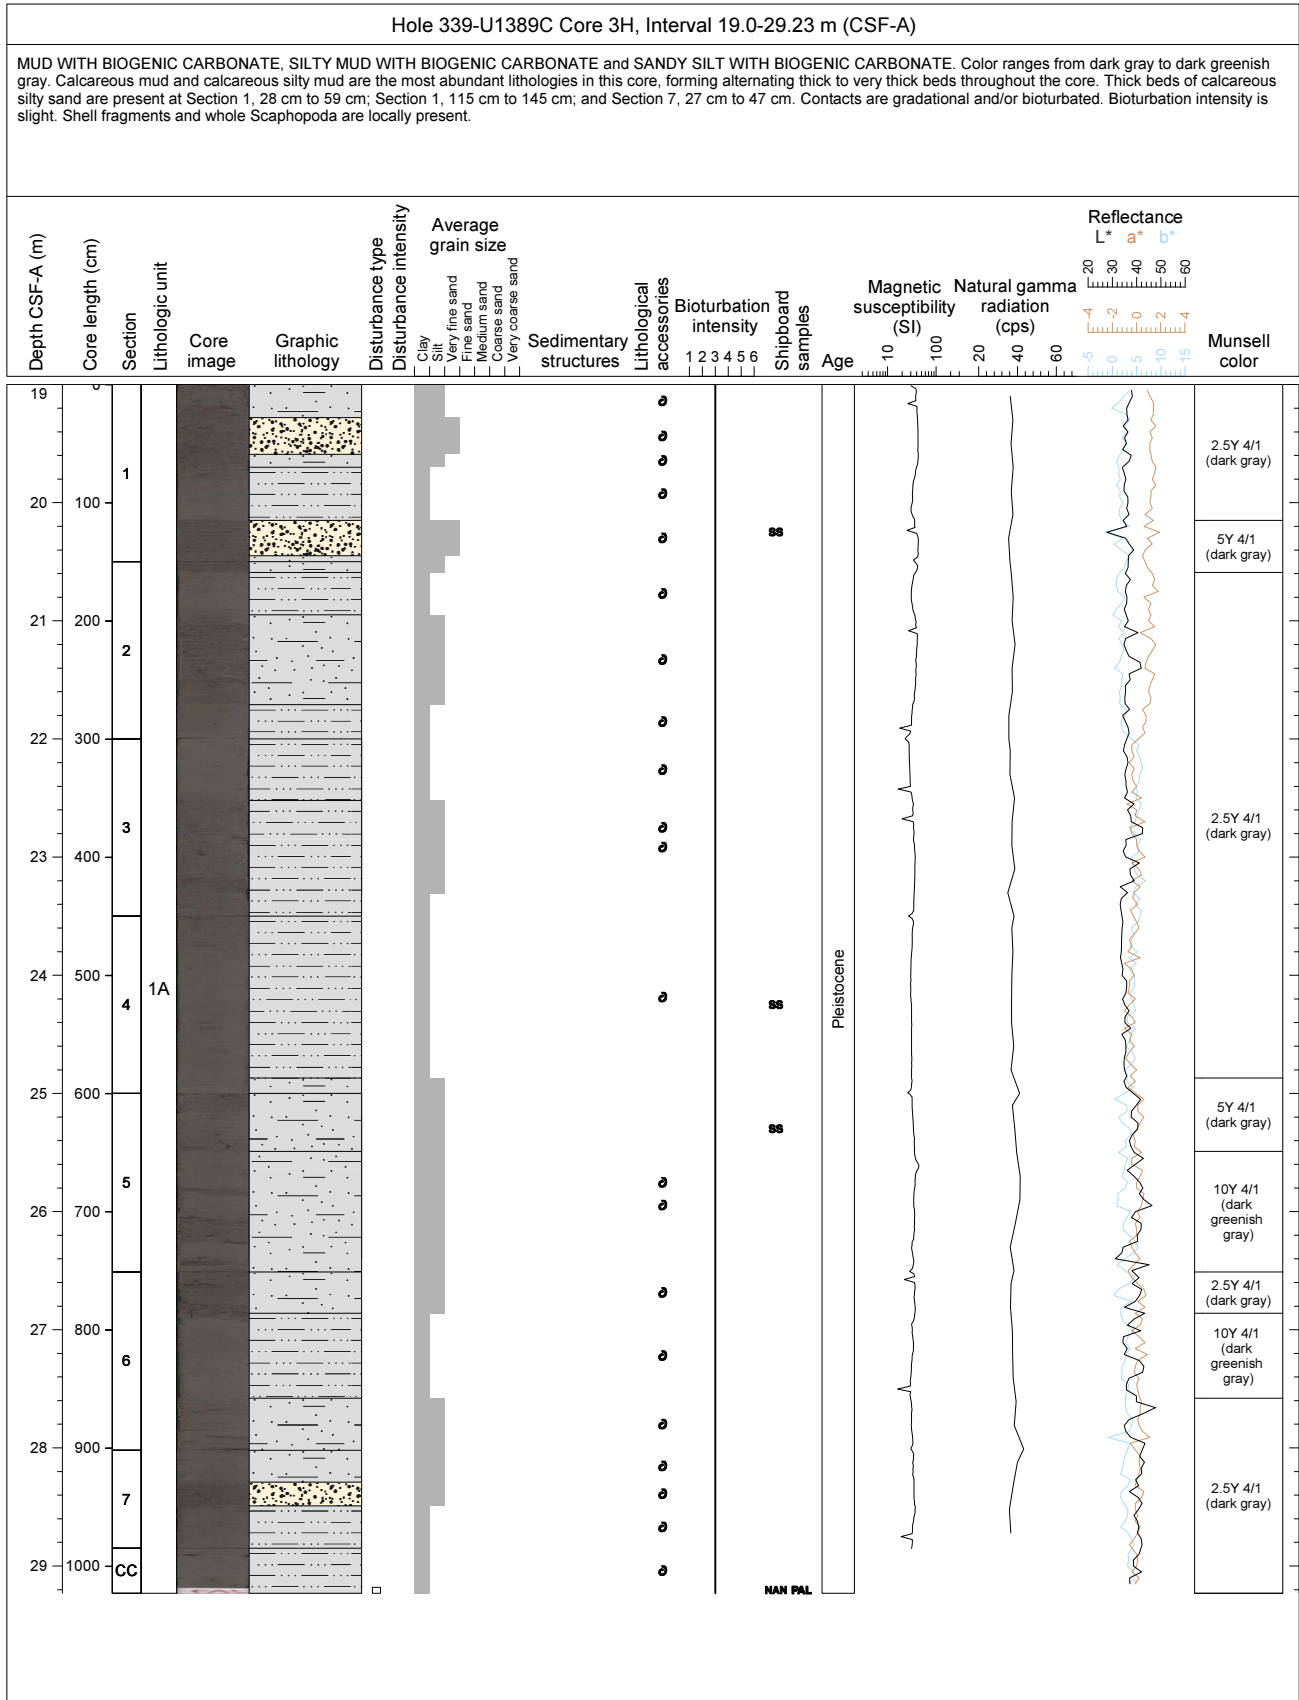 Hole 339-U1389C Core 3H, Interval 19.0-29.23 m (CSF-A)
MUD WITH BIOGENIC CARBONATE, SILTY MUD WITH BIOGENIC CARBONATE and SANDY SILT WITH BIOGENIC CARBONATE. Color ranges from dark gray to dark greenish
gray. Calcareous mud and calcareous silty mud are the most abundant lithologies in this core, forming alternating thick to very thick beds throughout the core. Thick beds of calcareous
silty sand are present at Section 1, 28 cm to 59 cm; Section 1, 115 cm to 145 cm; and Section 7, 27 cm to 47 cm. Contacts are gradational and/or bioturbated. Bioturbation intensity is
slight. Shell fragments and whole Scaphopoda are locally present.
Depth CSF-A (m)
Core length (cm)
Section
Lithologic unit
Core
image
Graphic
lithology
Disturbance type
Disturbance intensity
Average
grain size
Clay
Silt
Very fine sand
Fine sand
Medium sand
Coarse sand
Very coarse sand
Sedimentary
structures
Lithological
accessories
Bioturbation
intensity
1 2 3 4 5 6
Shipboard
samples
Age
Magnetic
susceptibility
(SI)
10 100
Natural gamma
radiation
(cps)
20 40 60
Reflectance
L* a* b*
20 30 40 50 60
-4 -2 0 2 4
-5 0 5 10 15
Munsell
color
19
20
21
22
23
24
25
26
27
28
29
0
100
200
300
400
500
600
700
800
900
1000
1
2
3
4
5
6
7
CC
1A
SS
SS
SS
NAN PAL
Pleistocene
2.5Y 4/1
(dark gray)
5Y 4/1
(dark gray)
2.5Y 4/1
(dark gray)
5Y 4/1
(dark gray)
10Y 4/1
(dark
greenish
gray)
2.5Y 4/1
(dark gray)
10Y 4/1
(dark
greenish
gray)
2.5Y 4/1
(dark gray)